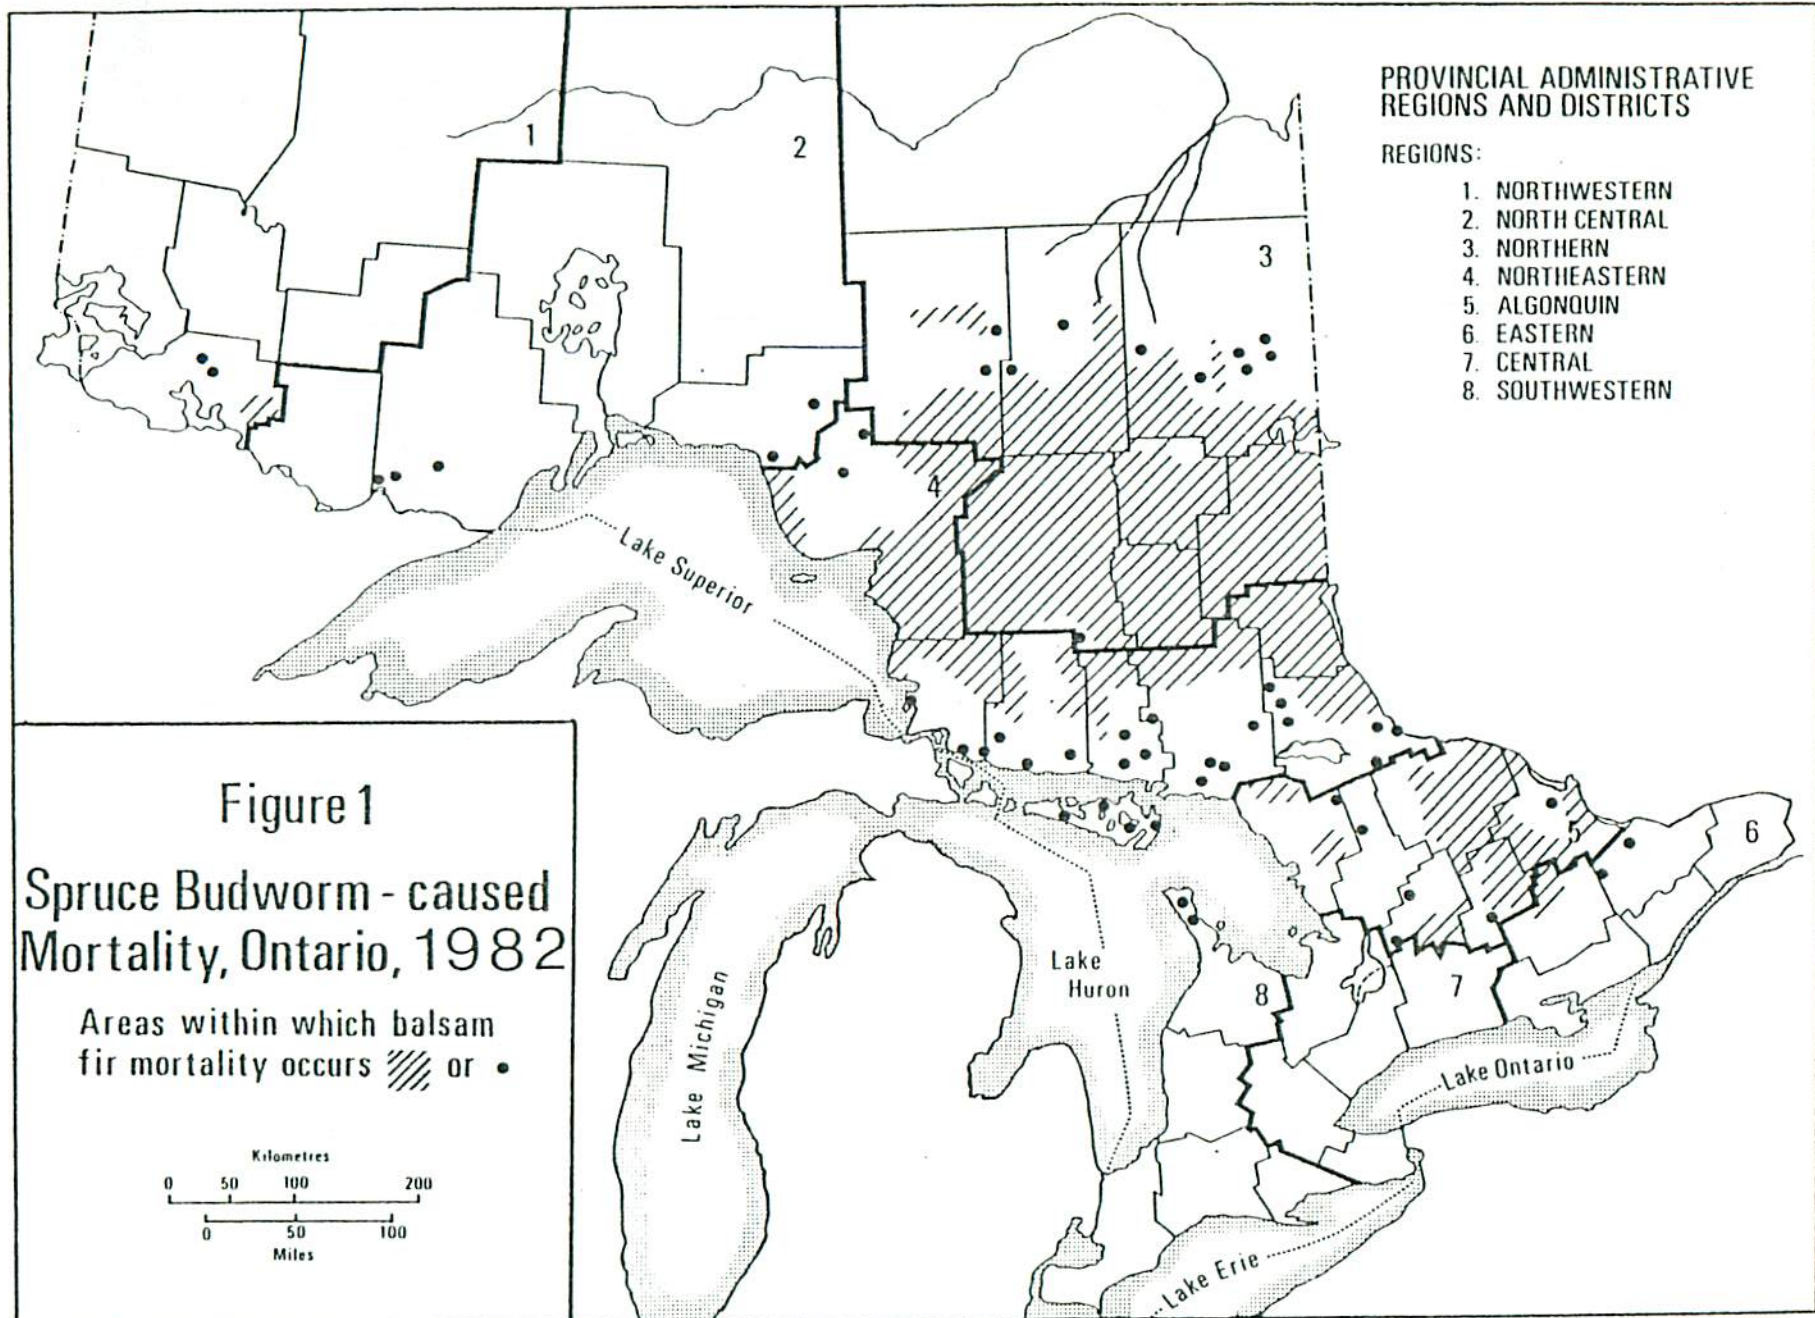 PROVINCIAL ADMINISTRATIVE
REGIONS AND DISTRICTS
REGIONS:
1. NORTHWESTERN
2. NORTH CENTRAL
3. NORTHERN
4. NORTHEASTERN
5. ALGONQUIN
6. EASTERN
7. CENTRAL
8. SOUTHWESTERN
1
2
3
4
5
6
7
8
Lake Superior
Lake Michigan
Lake
Huron
Lake Ontario
Lake Erie
Figure 1
Spruce Budworm - caused
Mortality, Ontario, 1982
Areas within which balsam
fir mortality occurs or
Kilometres
0 50 100 200
0 50 100
Miles